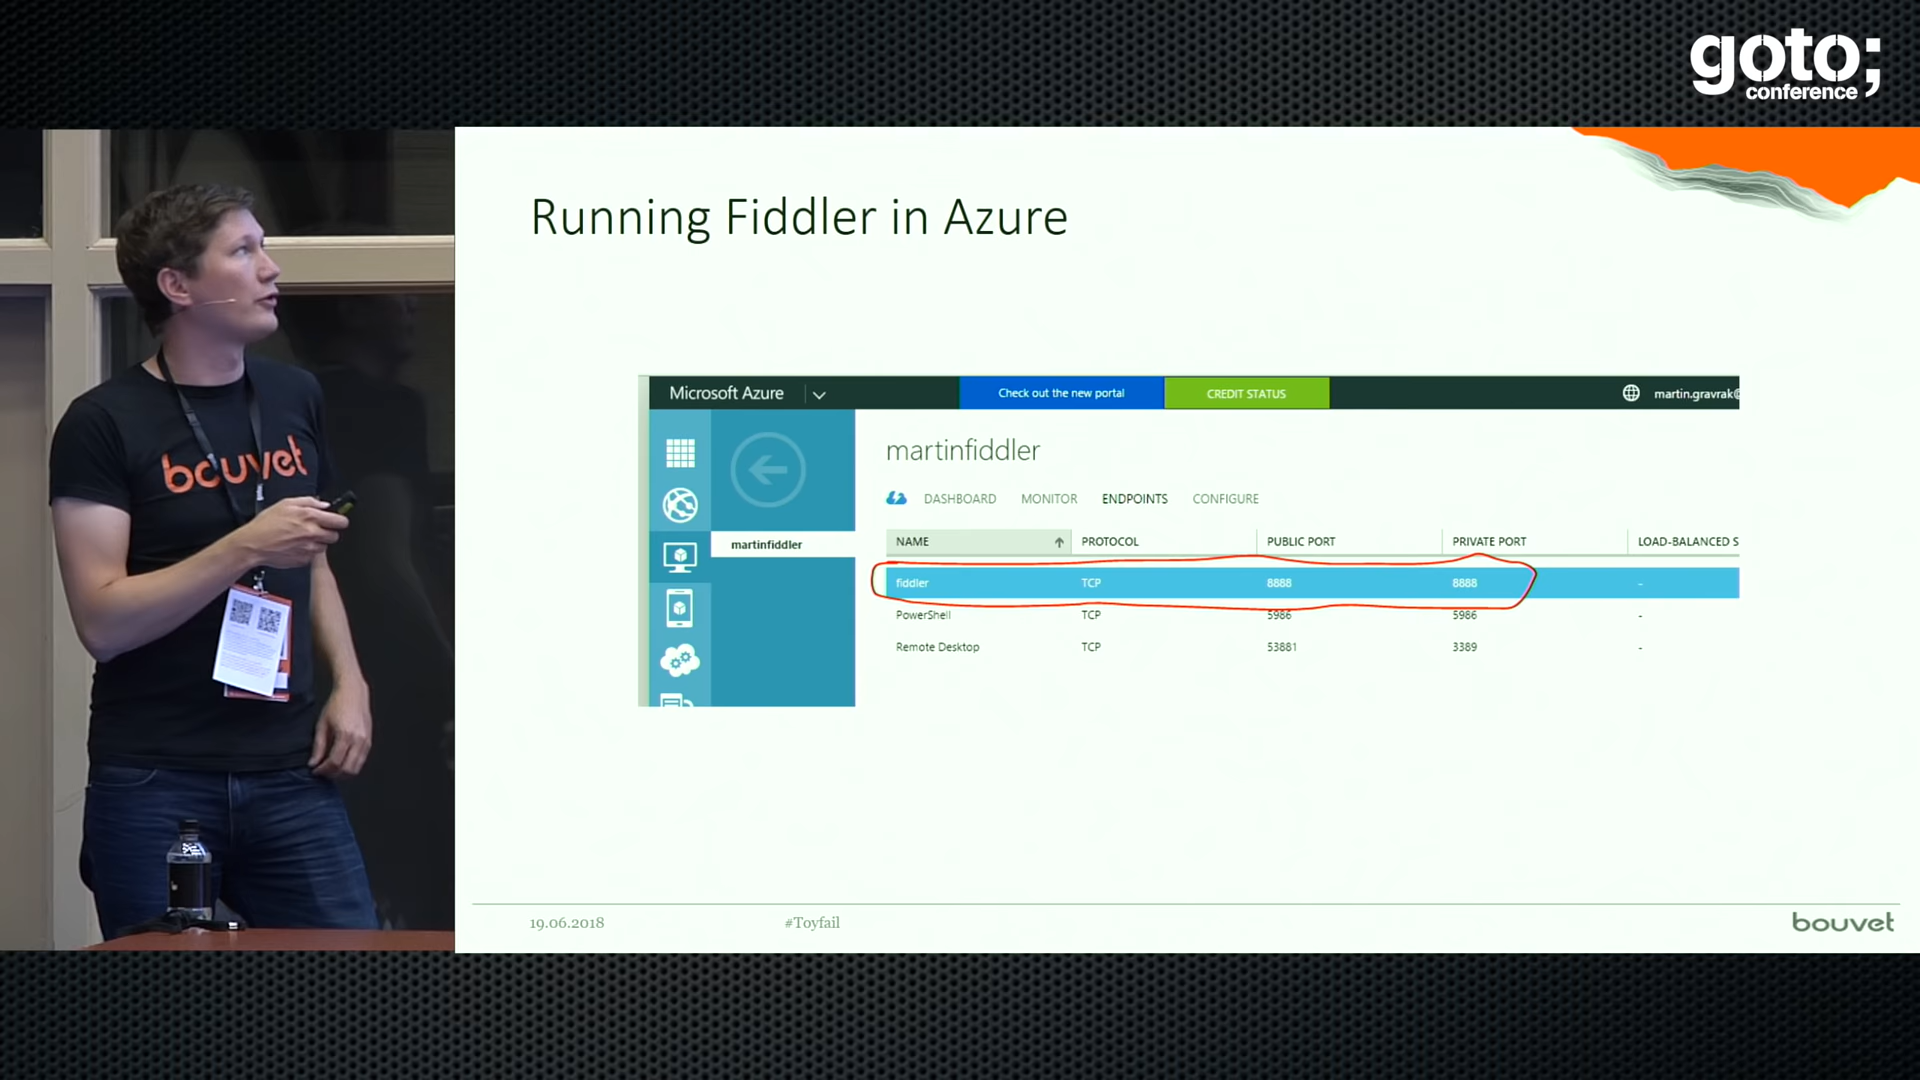 goto;
conference
Running Fiddler in Azure
Microsoft Azure
Check out the new portal
CREDIT STATUS
martin.gravrak@
martinfiddler
DASHBOARD MONITOR ENDPOINTS CONFIGURE
martinfiddler
NAME PROTOCOL PUBLIC PORT PRIVATE PORT LOAD-BALANCED S
fiddler TCP 8888 8888 -
PowerShell TCP 5986 5986 -
Remote Desktop TCP 53881 3389 -
bouvet
19.06.2018 #Toyfail bouvet